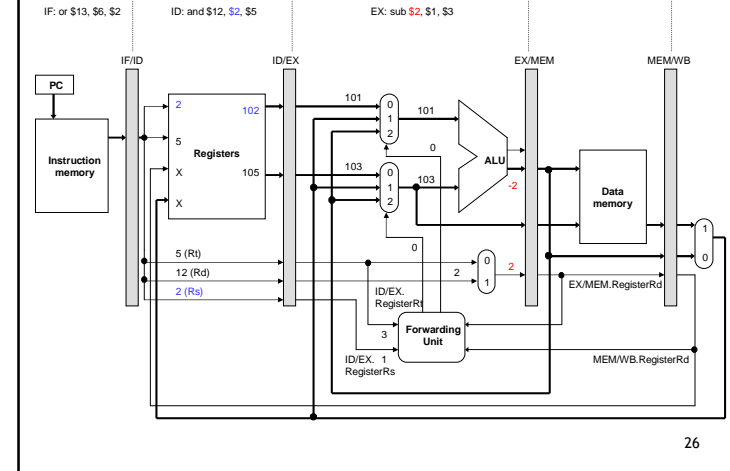 IF: or $13, $6, $2
ID: and $12, $2, $5
EX: sub $2, $1, $3
IF/ID
ID/EX
EX/MEM
MEM/WB
PC
Instruction
memory
2
5
X
X
Registers
102
105
101
103
0
1
2
0
1
2
101
103
0
0
ALU
-2
Data
memory
1
0
5 (Rt)
12 (Rd)
2 (Rs)
2
0
1
2
ID/EX.
RegisterRt
3
ID/EX. 1
RegisterRs
Forwarding
Unit
EX/MEM.RegisterRd
MEM/WB.RegisterRd
26